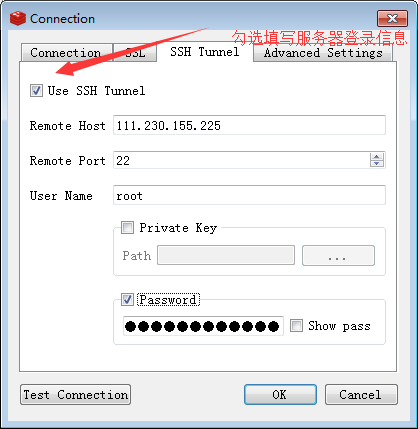 Connection
勾选填写服务器登录信息
Connection SSL SSH Tunnel Advanced Settings
Use SSH Tunnel
Remote Host 111.230.155.225
Remote Port 22
User Name root
Private Key
Path ...
Password
●●●●●●●●●●●● Show pass
Test Connection OK Cancel